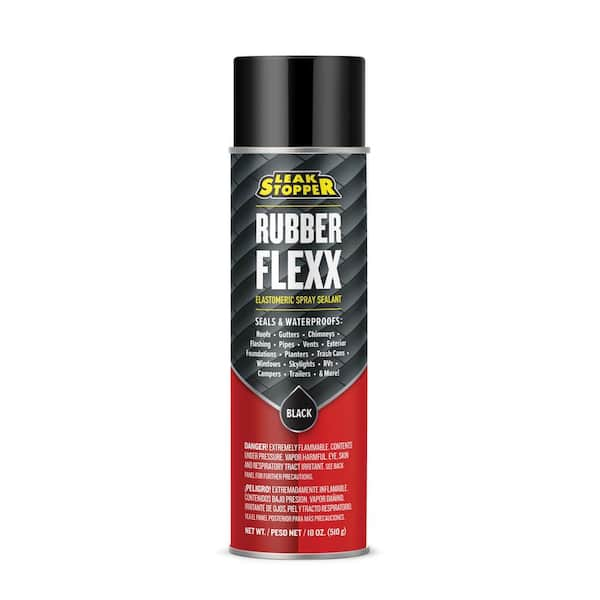 LEAK
STOPPER
RUBBER
FLEXX
ELASTOMERIC SPRAY SEALANT
SEALS & WATERPROOFS:
Roofs • Gutters • Chimneys •
Flashing • Pipes • Vents • Exterior
Foundations • Planters • Trash Cans •
Windows • Skylights • RVs •
Campers • Trailers • & More!
BLACK
DANGER! EXTREMELY FLAMMABLE. CONTENTS
UNDER PRESSURE. VAPOR HARMFUL. EYE, SKIN
AND RESPIRATORY TRACT IRRITANT. SEE BACK
PANEL FOR FURTHER PRECAUTIONS.
¡PELIGRO! EXTREMADAMENTE INFLAMABLE.
CONTENIDOS BAJO PRESION. VAPOR DAÑINO.
IRRITANTE DE OJOS, PIEL Y TRACTO RESPIRATORIO.
VEA EL PANEL POSTERIOR PARA MÁS PRECAUCIONES.
NET WT. / PESO NET / 18 OZ. (510 g)